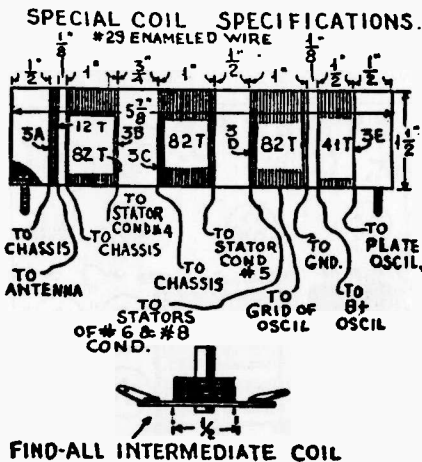 SPECIAL COIL SPECIFICATIONS.
#29 ENAMELED WIRE
1/2" 1/8" 1" 3/4" 1" 1/2" 1" 1/8" 1/4" 1/2"
5 7/8"
3A 12T 82T 3B 3C 82T 3D 82T 41T 3E 1 1/2"
TO CHASSIS
TO ANTENNA
TO CHASSIS
TO STATOR COND #4
TO CHASSIS
TO STATORS OF #6 & #8 COND.
TO STATOR COND #5
TO GRID OF OSCIL
TO GND.
TO B+ OSCIL
TO PLATE OSCIL.
1/2
FIND-ALL INTERMEDIATE COIL